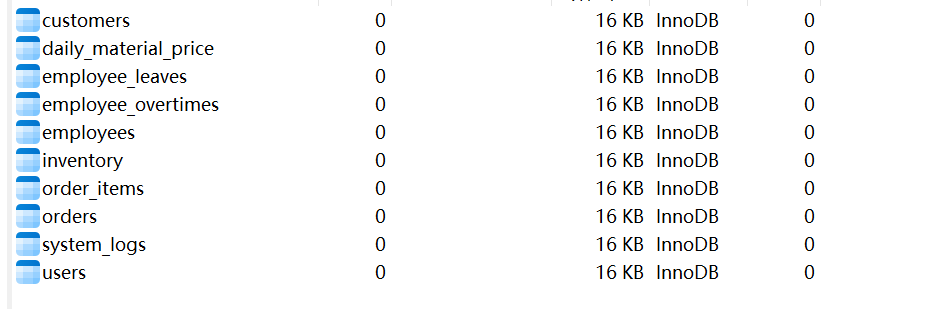 customers 0 16 KB InnoDB 0
daily_material_price 0 16 KB InnoDB 0
employee_leaves 0 16 KB InnoDB 0
employee_overtimes 0 16 KB InnoDB 0
employees 0 16 KB InnoDB 0
inventory 0 16 KB InnoDB 0
order_items 0 16 KB InnoDB 0
orders 0 16 KB InnoDB 0
system_logs 0 16 KB InnoDB 0
users 0 16 KB InnoDB 0